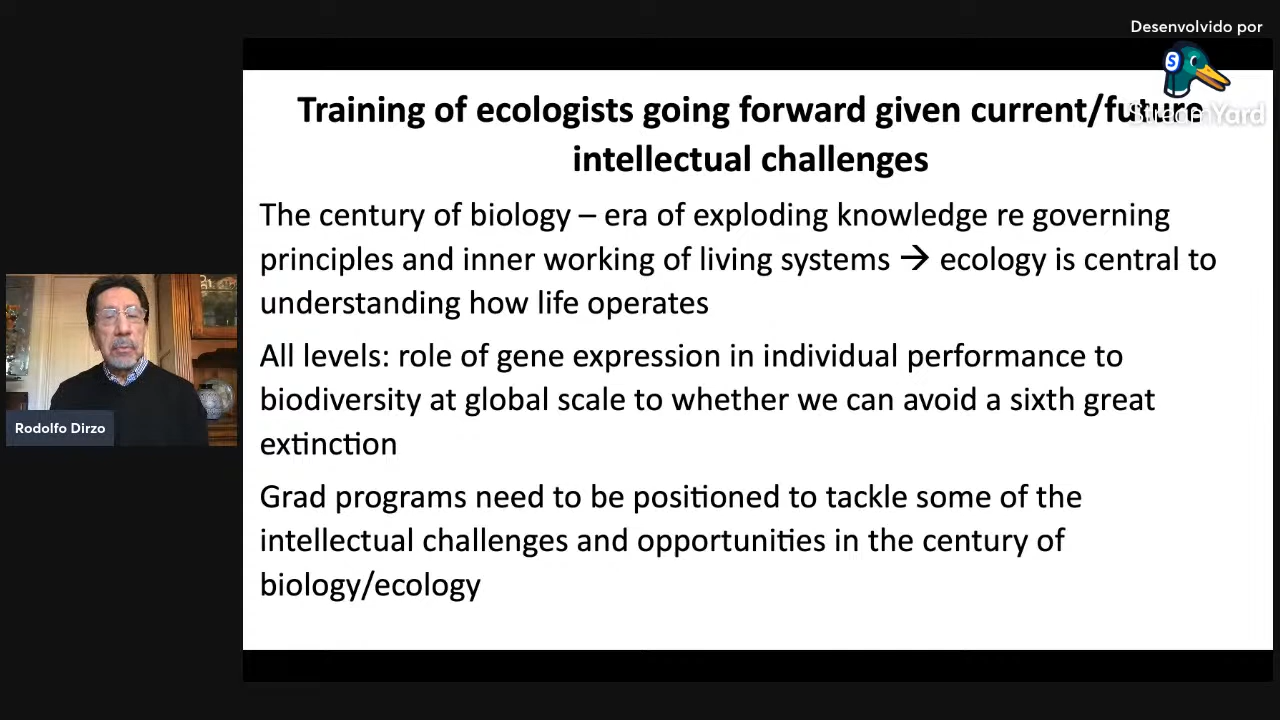 Desenvolvido por
StreamYard
Training of ecologists going forward given current/future
intellectual challenges
The century of biology – era of exploding knowledge re governing
principles and inner working of living systems → ecology is central to
understanding how life operates
All levels: role of gene expression in individual performance to
biodiversity at global scale to whether we can avoid a sixth great
extinction
Grad programs need to be positioned to tackle some of the
intellectual challenges and opportunities in the century of
biology/ecology
Rodolfo Dirzo